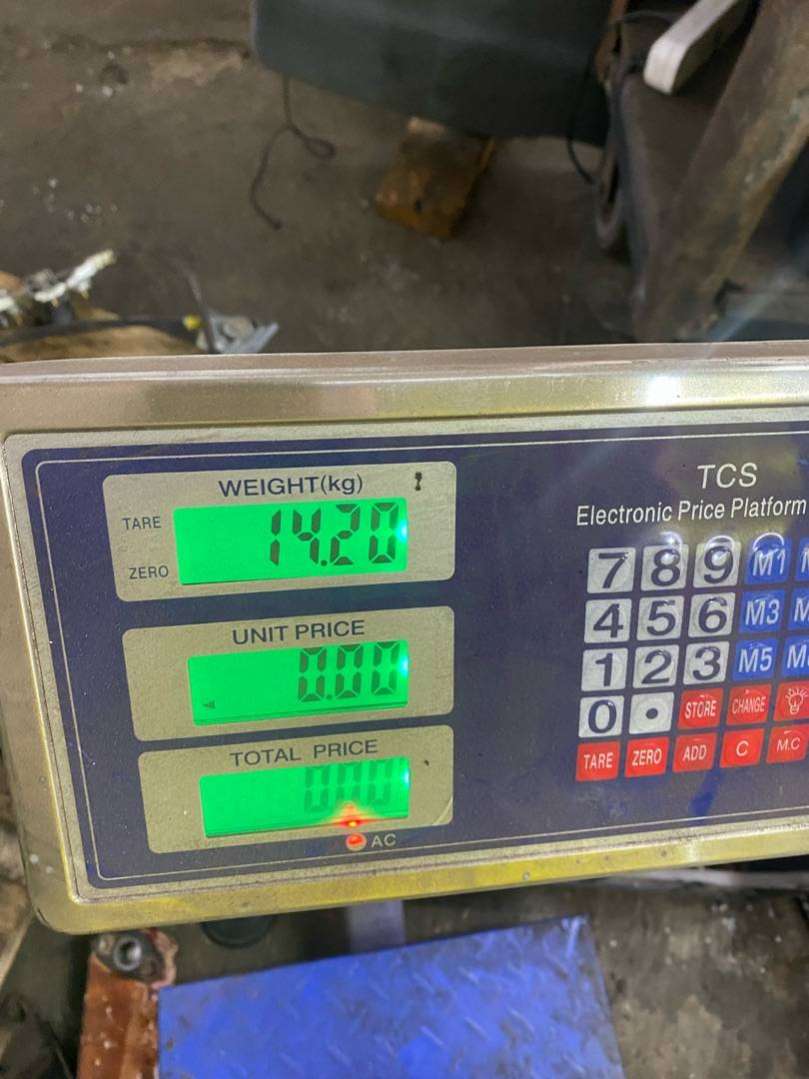 WEIGHT(kg)
TARE
14.20
ZERO
UNIT PRICE
0.00
TOTAL PRICE
0.00
AC
TCS
Electronic Price Platform
7 8 9 M1
4 5 6 M3
1 2 3 M5
0 . STORE CHANGE
TARE ZERO ADD C M.C